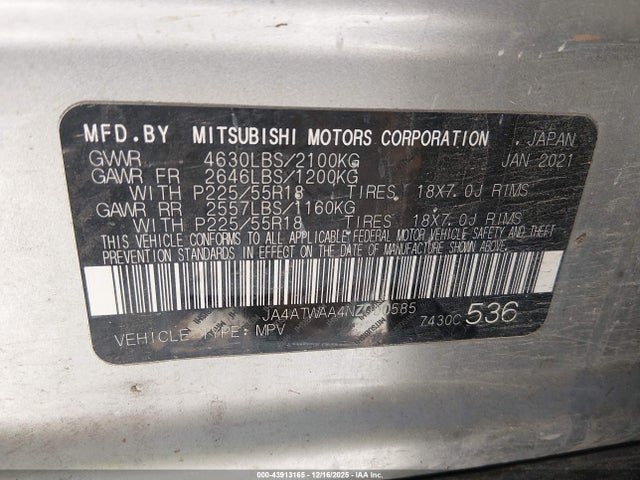 MFD.BY MITSUBISHI MOTORS CORPORATION JAPAN
GVWR 4630LBS/2100KG JAN 2021
GAWR FR 2646LBS/1200KG
WITH P225/55R18 TIRES 18X7.0J RIMS
GAWR RR 2557LBS/1160KG
WITH P225/55R18 TIRES 18X7.0J RIMS
THIS VEHICLE CONFORMS TO ALL APPLICABLE FEDERAL MOTOR VEHICLE SAFETY AND THEFT
PREVENTION STANDARDS IN EFFECT ON THE DATE OF MANUFACTURE SHOWN ABOVE.
7430C 536
VEHICLE TYPE: MPV
000-43913165 - 12/16/2025 - IAAI.COM